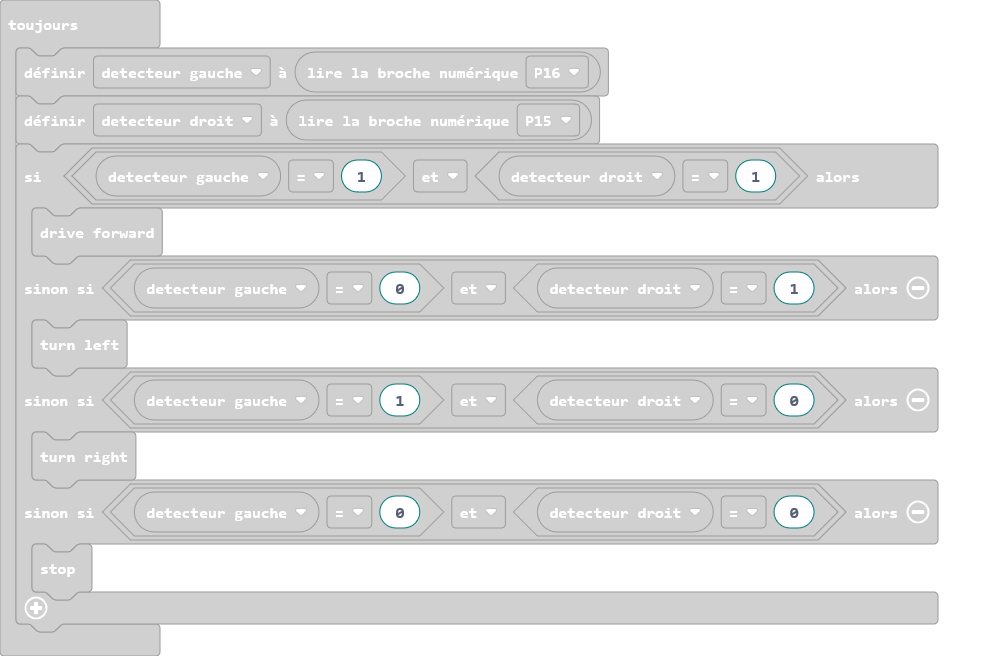 toujours
définir detecteur gauche à lire la broche numérique P16
définir detecteur droit à lire la broche numérique P15
si detecteur gauche = 1 et detecteur droit = 1 alors
drive forward
sinon si detecteur gauche = 0 et detecteur droit = 1 alors
turn left
sinon si detecteur gauche = 1 et detecteur droit = 0 alors
turn right
sinon si detecteur gauche = 0 et detecteur droit = 0 alors
stop